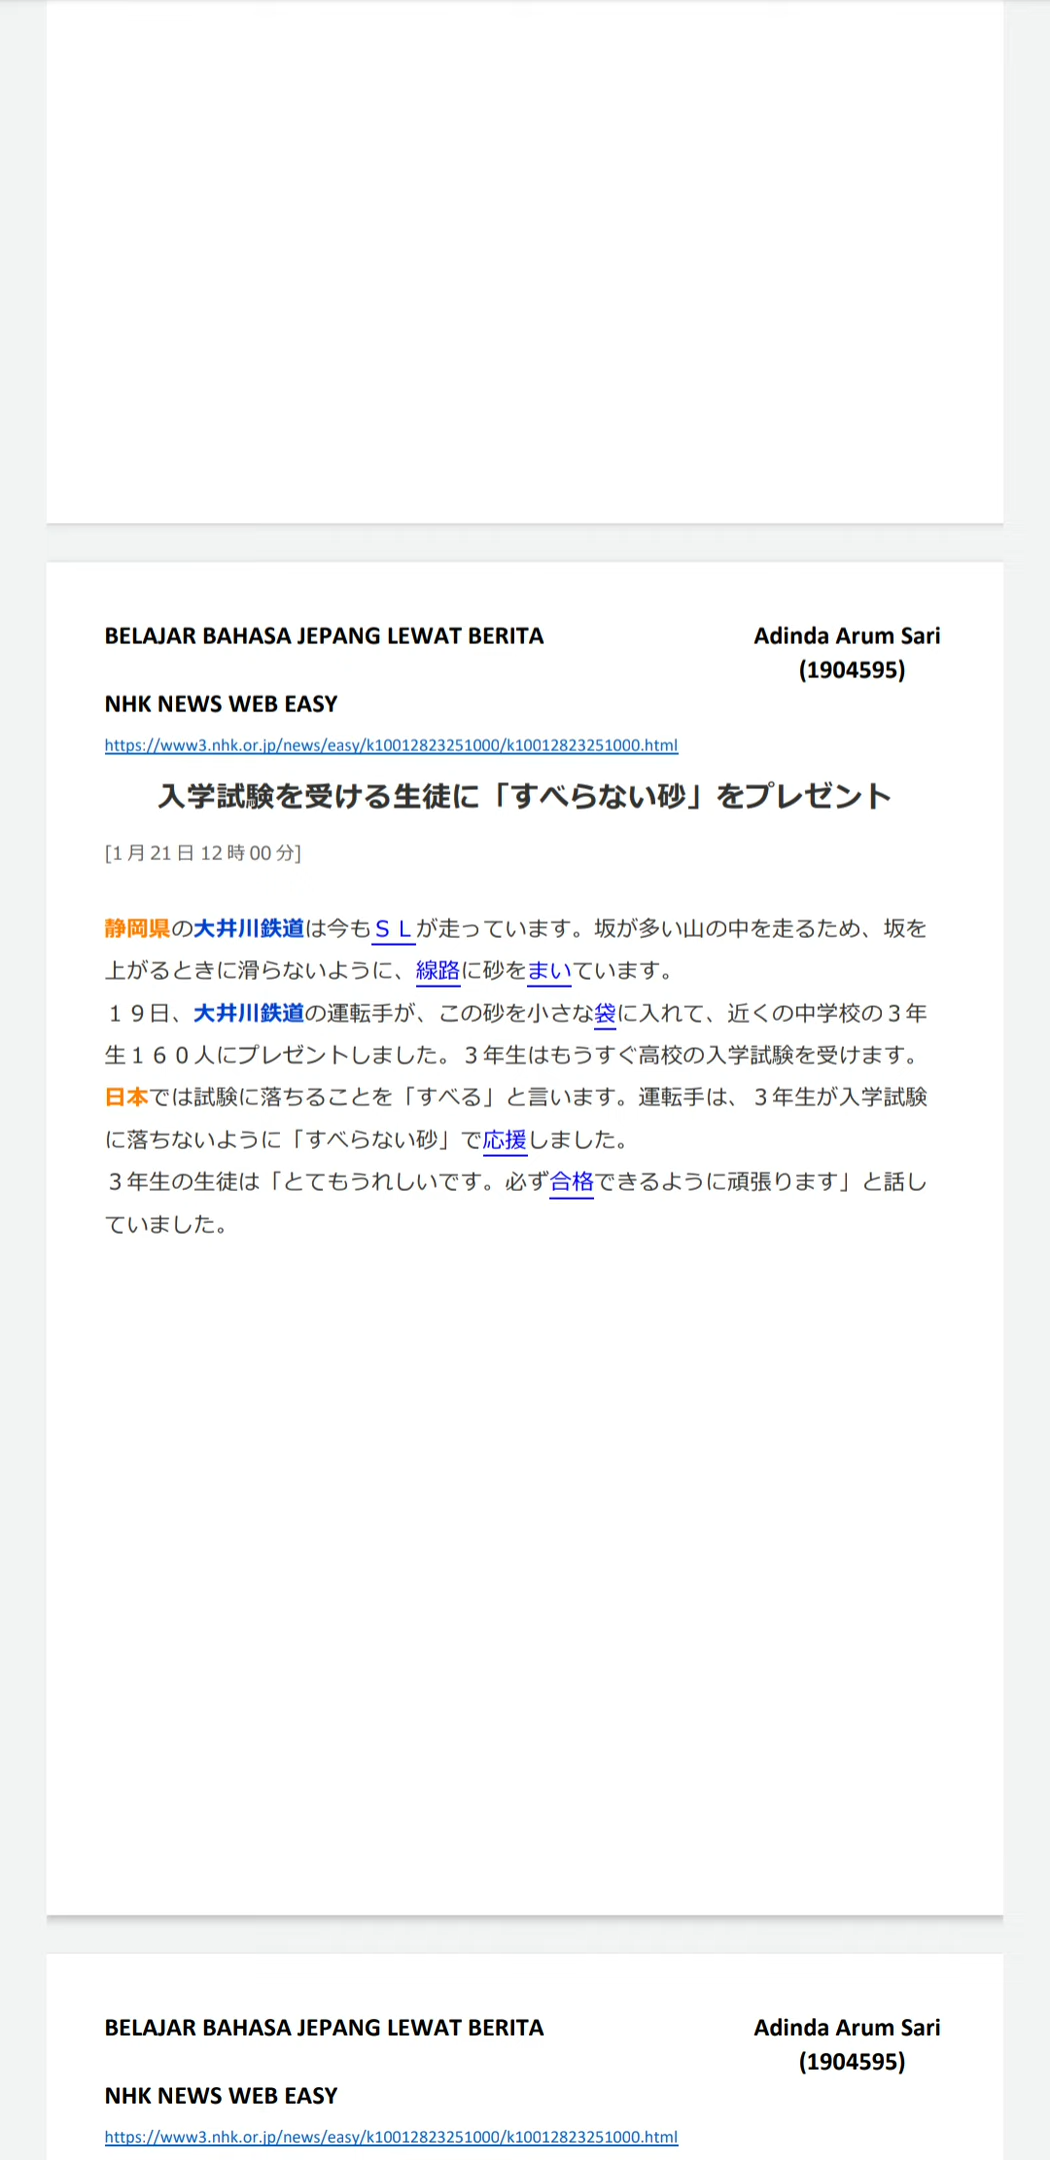 BELAJAR BAHASA JEPANG LEWAT BERITA
Adinda Arum Sari
(1904595)
NHK NEWS WEB EASY
https://www3.nhk.or.jp/news/easy/k10012823251000/k10012823251000.html
入学試験を受ける生徒に「すべらない砂」をプレゼント
[1月21日 12時00分]
静岡県の大井川鉄道は今もＳＬが走っています。坂が多い山の中を走るため、坂を
上がるときに滑らないように、線路に砂をまいています。
１９日、大井川鉄道の運転手が、この砂を小さな袋に入れて、近くの中学校の３年
生１６０人にプレゼントしました。３年生はもうすぐ高校の入学試験を受けます。
日本では試験に落ちることを「すべる」と言います。運転手は、３年生が入学試験
に落ちないように「すべらない砂」で応援しました。
３年生の生徒は「とてもうれしいです。必ず合格できるように頑張ります」と話し
ていました。
BELAJAR BAHASA JEPANG LEWAT BERITA
Adinda Arum Sari
(1904595)
NHK NEWS WEB EASY
https://www3.nhk.or.jp/news/easy/k10012823251000/k10012823251000.html